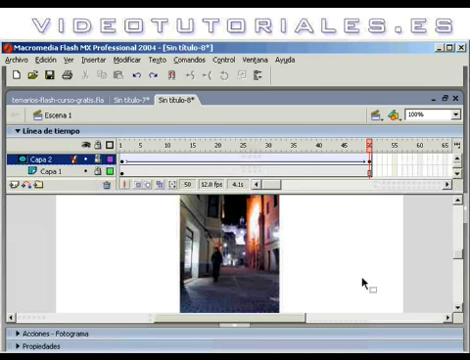 VIDEOTUTORIALES.ES
Macromedia Flash MX Professional 2004 - [Sin título-8*]
Archivo Edición Ver Insertar Modificar Texto Comandos Control Ventana Ayuda
temarios-flash-curso-gratis.fla Sin título-7* Sin título-8*
Escena 1 100%
Línea de tiempo
1 5 10 15 20 25 30 35 40 45 50 55 60 65
Capa 2
Capa 1
50 12.0 fps 4.1s
Acciones - Fotograma
Propiedades